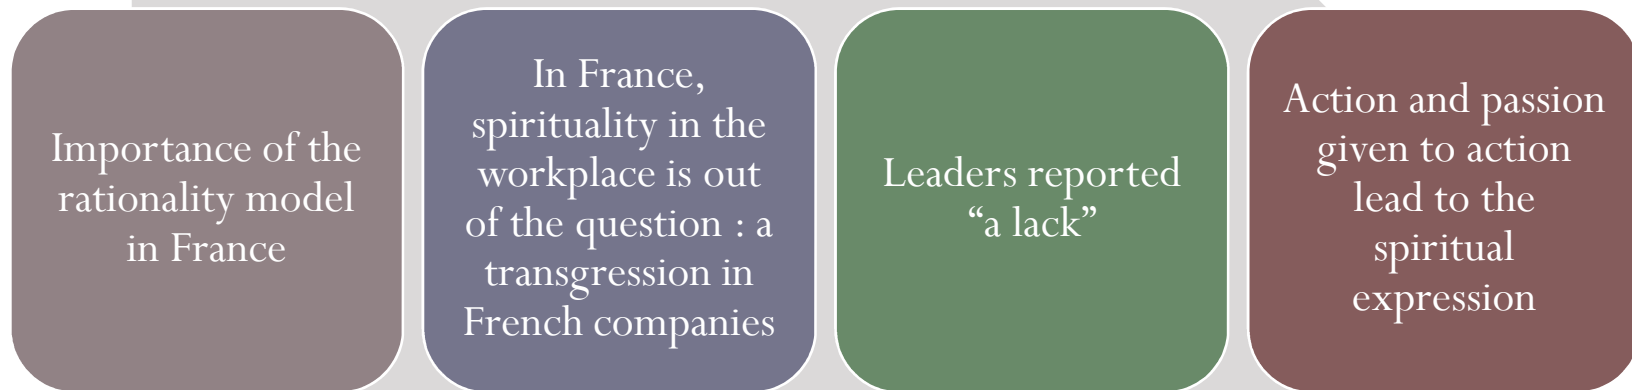 Importance of the
rationality model
in France
In France,
spirituality in the
workplace is out
of the question : a
transgression in
French companies
Leaders reported
“a lack”
Action and passion
given to action
lead to the
spiritual
expression